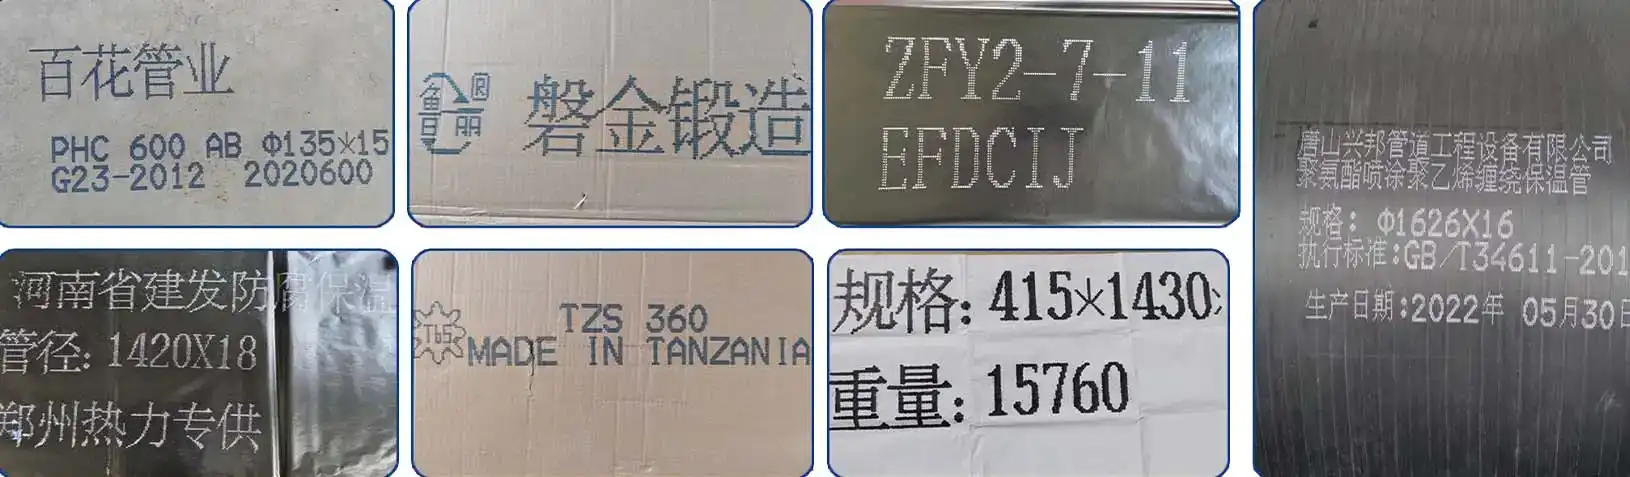 百花管业
PHC 600 AB Φ135×15
G23-2012 2020600
R
磐金锻造
ZFY2-7-11
EFDCIJ
唐山兴邦管道工程设备有限公司
聚氨酯喷涂聚乙烯缠绕保温管
规格: Φ1626X16
执行标准:GB/T34611-201
生产日期:2022年 05月30日
河南省建发防腐保温
管径: 1420X18
郑州热力专供
TBS
TZS 360
MADE IN TANZANIA
规格: 415×1430
重量: 15760